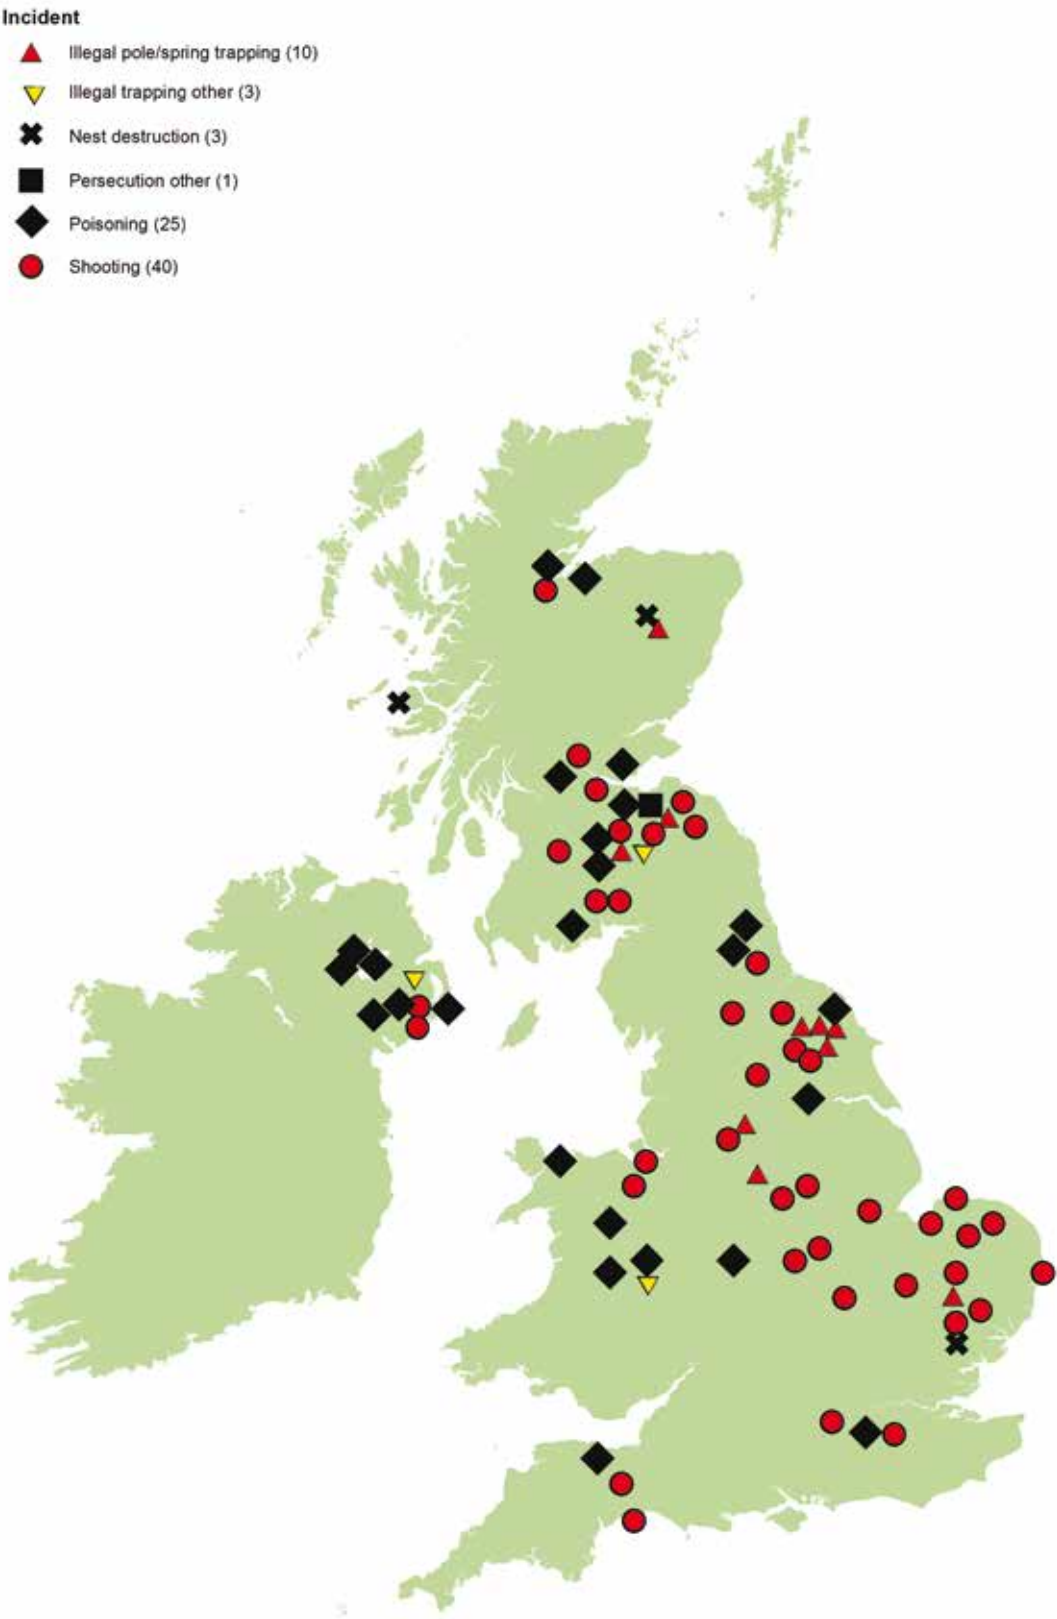 Incident
Illegal pole/spring trapping (10)
Illegal trapping other (3)
Nest destruction (3)
Persecution other (1)
Poisoning (25)
Shooting (40)